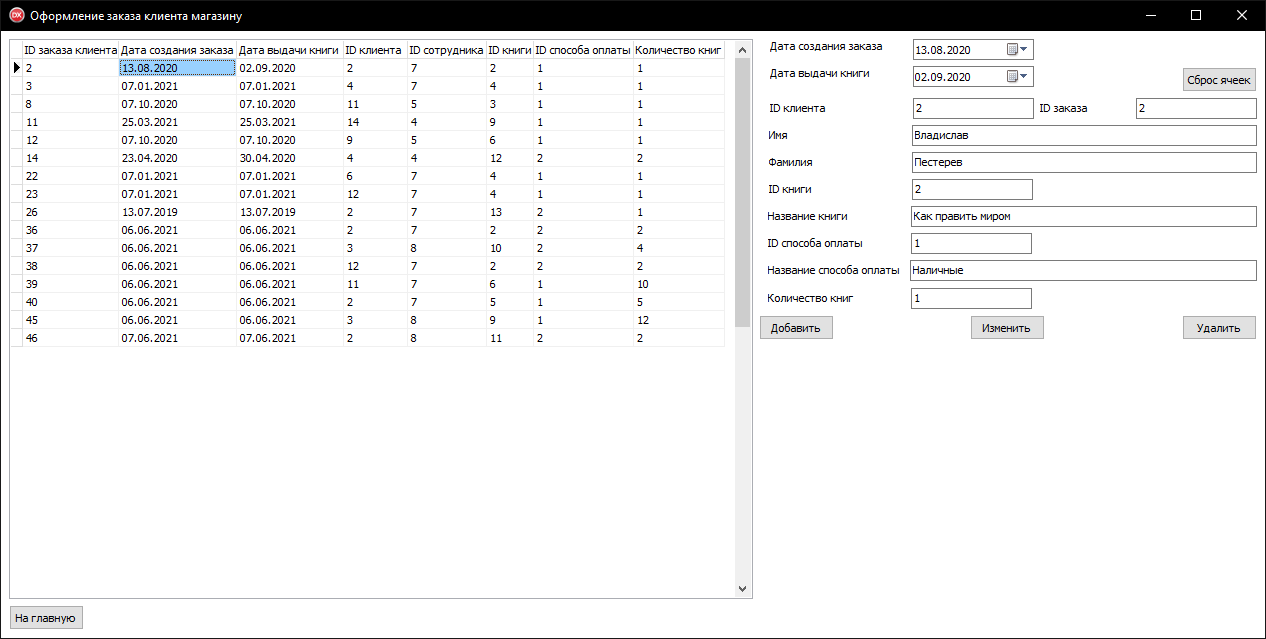 DX Оформление заказа клиента магазину
ID заказа клиента Дата создания заказа Дата выдачи книги ID клиента ID сотрудника ID книги ID способа оплаты Количество книг
2 13.08.2020 02.09.2020 2 7 2 1 1
3 07.01.2021 07.01.2021 4 7 4 1 1
8 07.10.2020 07.10.2020 11 5 3 1 1
11 25.03.2021 25.03.2021 14 4 9 1 1
12 07.10.2020 07.10.2020 9 5 6 1 1
14 23.04.2020 30.04.2020 4 4 12 2 2
22 07.01.2021 07.01.2021 6 7 4 1 1
23 07.01.2021 07.01.2021 12 7 4 1 1
26 13.07.2019 13.07.2019 2 7 13 2 1
36 06.06.2021 06.06.2021 2 7 2 2 2
37 06.06.2021 06.06.2021 3 8 10 2 4
38 06.06.2021 06.06.2021 12 7 2 2 2
39 06.06.2021 06.06.2021 11 7 6 1 10
40 06.06.2021 06.06.2021 2 7 5 1 5
45 06.06.2021 06.06.2021 3 8 9 1 12
46 07.06.2021 07.06.2021 2 8 11 2 2
Дата создания заказа 13.08.2020
Дата выдачи книги 02.09.2020
Сброс ячеек
ID клиента 2 ID заказа 2
Имя Владислав
Фамилия Пестерев
ID книги 2
Название книги Как править миром
ID способа оплаты 1
Название способа оплаты Наличные
Количество книг 1
Добавить Изменить Удалить
На главную